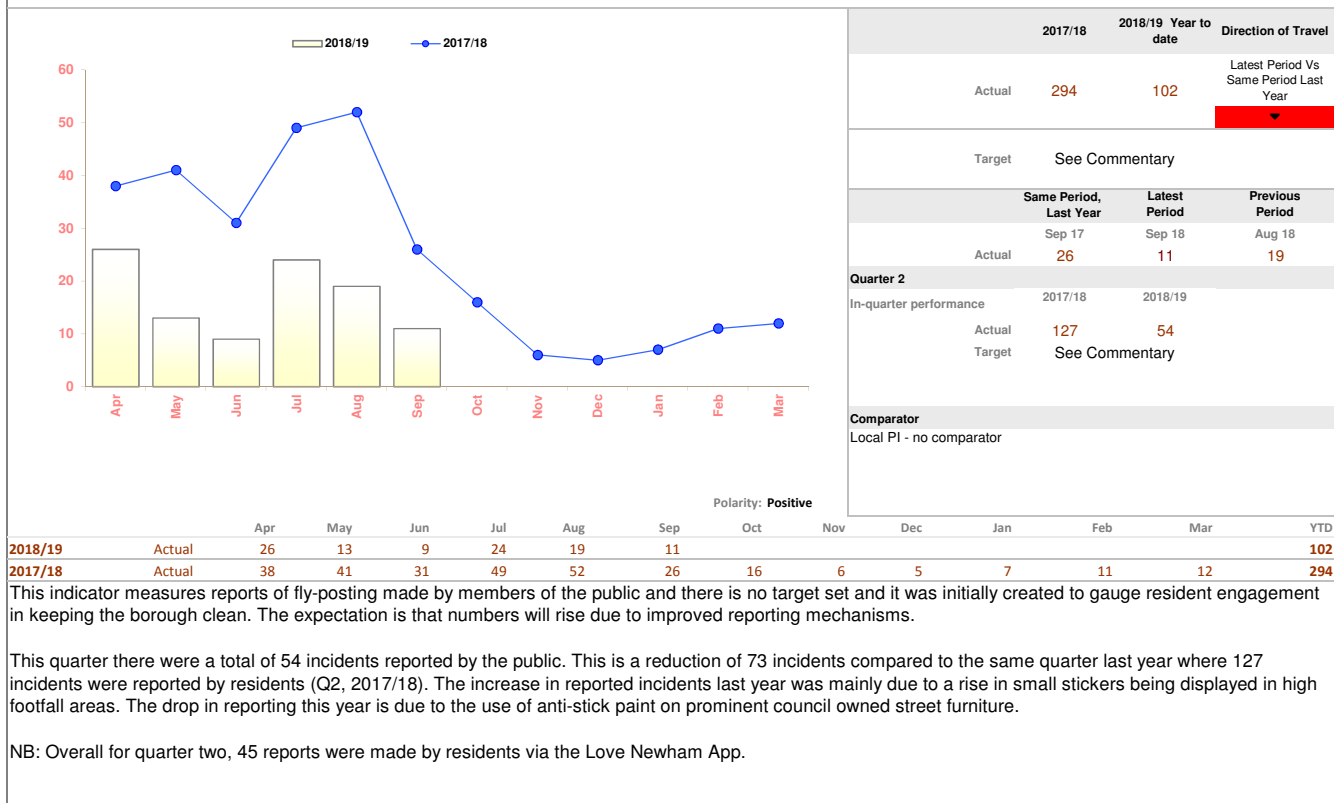 2018/19 2017/18
60
50
40
30
20
10
0
Apr May Jun Jul Aug Sep Oct Nov Dec Jan Feb Mar
Polarity: Positive
2017/18 2018/19 Year to date Direction of Travel
Actual 294 102 Latest Period Vs Same Period Last Year
Target See Commentary
Same Period, Last Year Latest Period Previous Period
Sep 17 Sep 18 Aug 18
Actual 26 11 19
Quarter 2
In-quarter performance 2017/18 2018/19
Actual 127 54
Target See Commentary
Comparator
Local PI - no comparator
Apr May Jun Jul Aug Sep Oct Nov Dec Jan Feb Mar YTD
2018/19 Actual 26 13 9 24 19 11 102
2017/18 Actual 38 41 31 49 52 26 16 6 5 7 11 12 294
This indicator measures reports of fly-posting made by members of the public and there is no target set and it was initially created to gauge resident engagement
in keeping the borough clean. The expectation is that numbers will rise due to improved reporting mechanisms.
This quarter there were a total of 54 incidents reported by the public. This is a reduction of 73 incidents compared to the same quarter last year where 127
incidents were reported by residents (Q2, 2017/18). The increase in reported incidents last year was mainly due to a rise in small stickers being displayed in high
footfall areas. The drop in reporting this year is due to the use of anti-stick paint on prominent council owned street furniture.
NB: Overall for quarter two, 45 reports were made by residents via the Love Newham App.